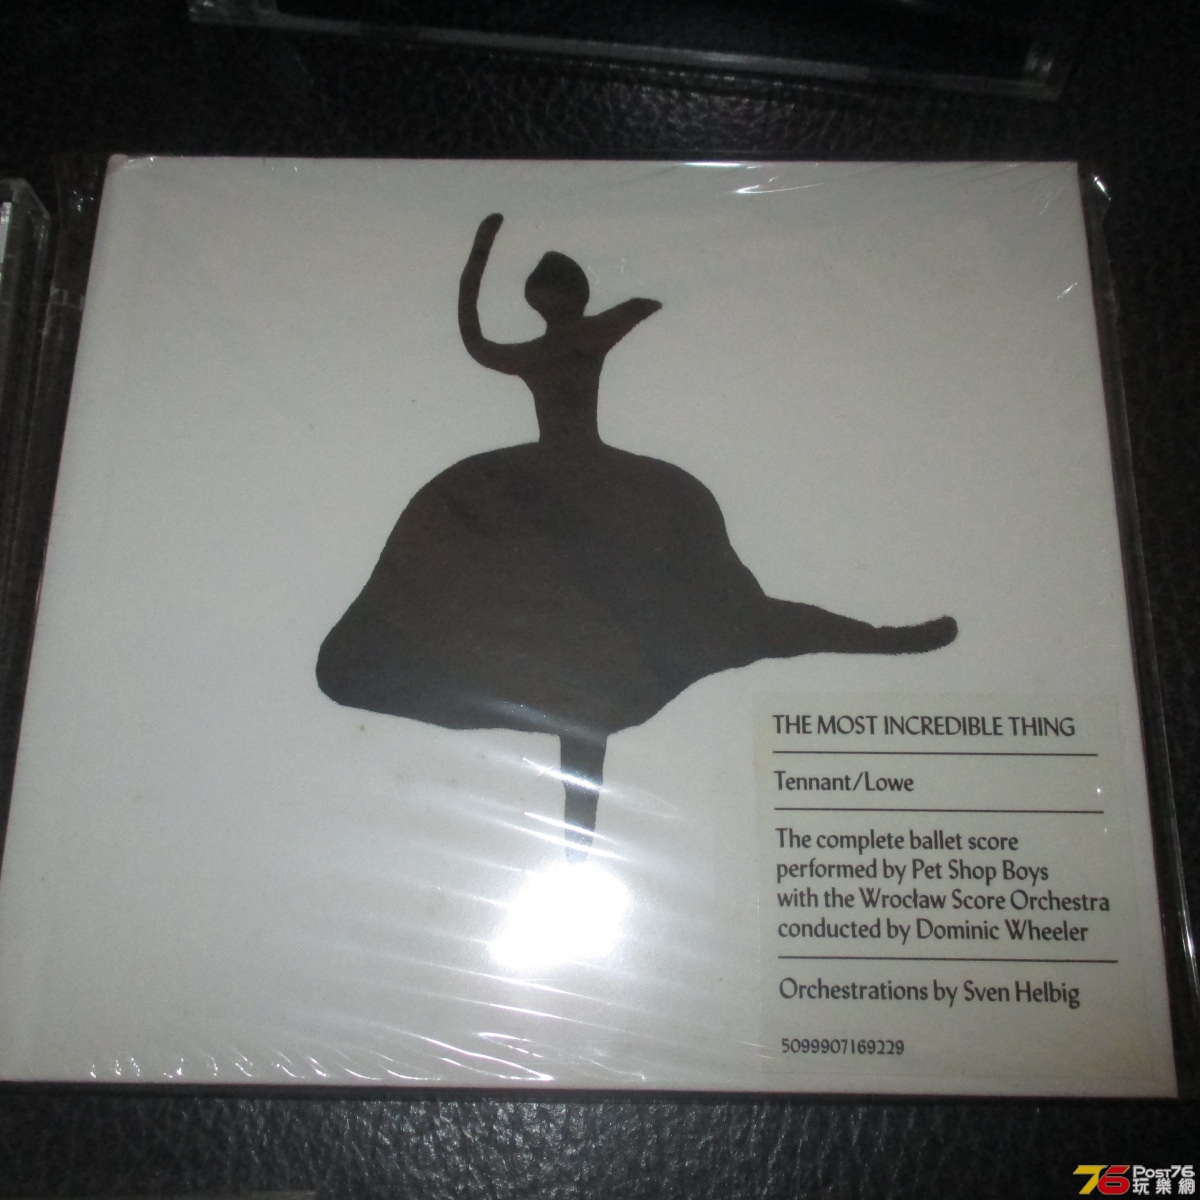 THE MOST INCREDIBLE THING
Tennant/Lowe
The complete ballet score
performed by Pet Shop Boys
with the Wrocław Score Orchestra
conducted by Dominic Wheeler
Orchestrations by Sven Helbig
5099907169229
76 Post76
玩樂網